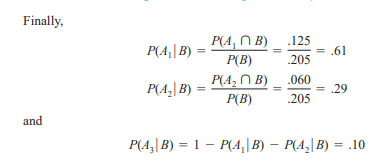 Finally,
P(A₁|B) = P(A₁ ∩ B) / P(B) = .125 / .205 = .61
P(A₂|B) = P(A₂ ∩ B) / P(B) = .060 / .205 = .29
and
P(A₃|B) = 1 − P(A₁|B) − P(A₂|B) = .10